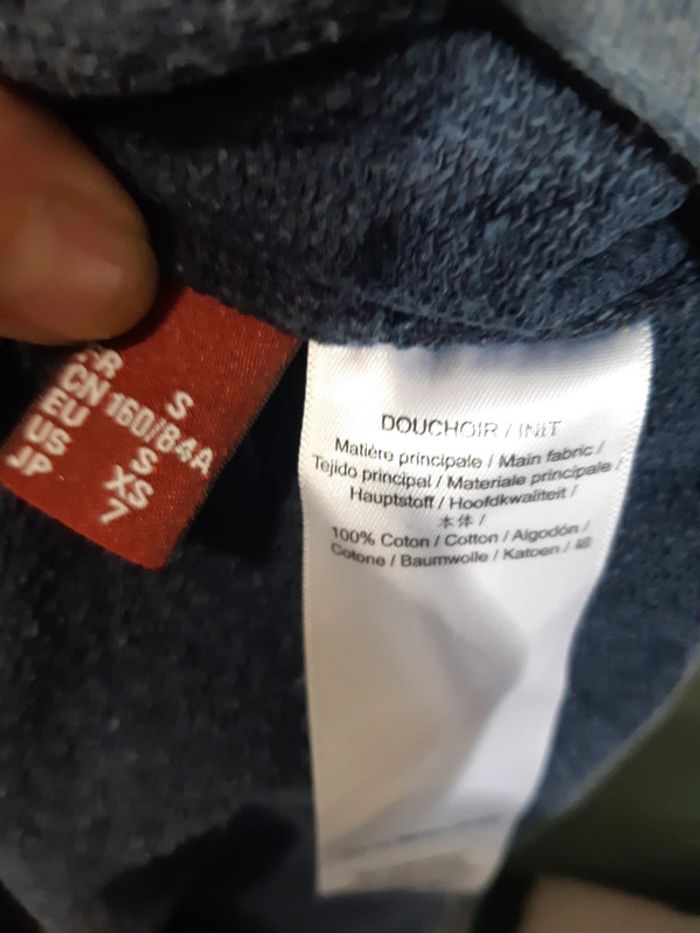 FR S
CN 160/84A
EU S
US XS
JP 7
DOUCHOIR / INIT
Matière principale / Main fabric /
Tejido principal / Materiale principale /
Hauptstoff / Hoofdkwaliteit /
本体 /
100% Coton / Cotton / Algodón /
Cotone / Baumwolle / Katoen / 綿